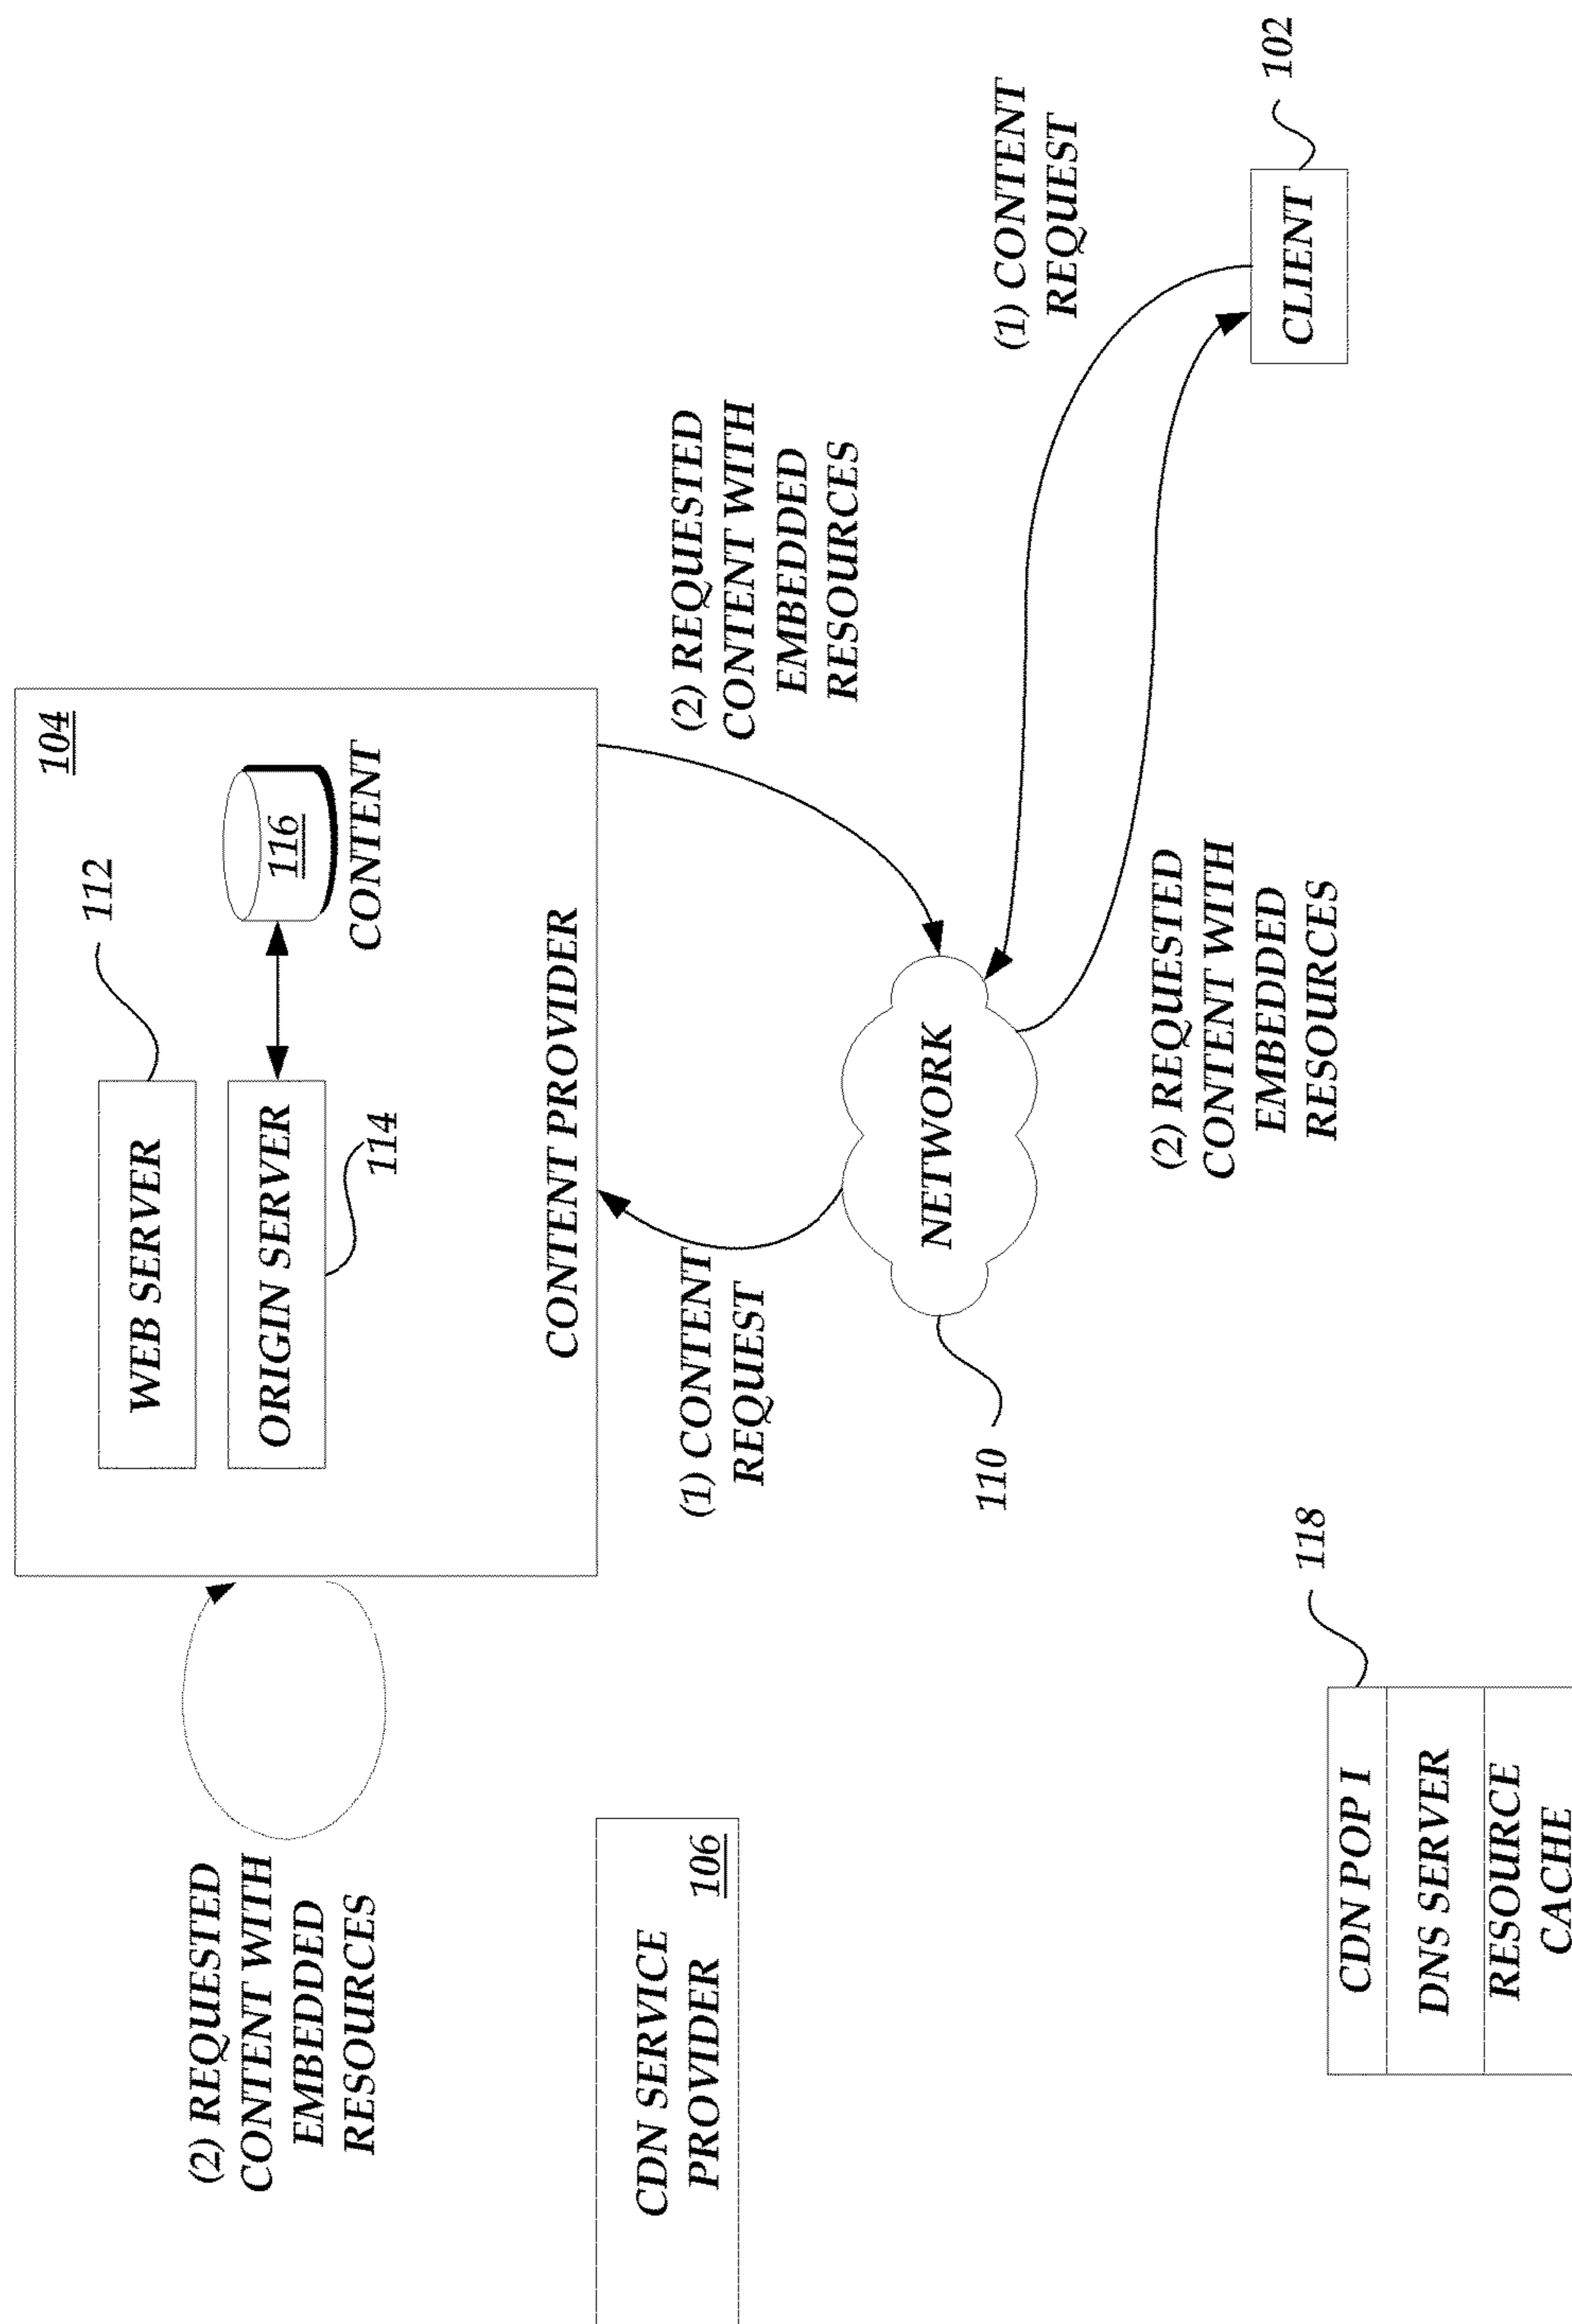 104
112
WEB SERVER
ORIGIN SERVER
116
CONTENT
114
CONTENT PROVIDER
(2) REQUESTED
CONTENT WITH
EMBEDDED
RESOURCES
CDN SERVICE
PROVIDER
106
(1) CONTENT
REQUEST
(2) REQUESTED
CONTENT WITH
EMBEDDED
RESOURCES
NETWORK
110
(1) CONTENT
REQUEST
(2) REQUESTED
CONTENT WITH
EMBEDDED
RESOURCES
CLIENT
102
118
CDN POP I
DNS SERVER
RESOURCE
CACHE